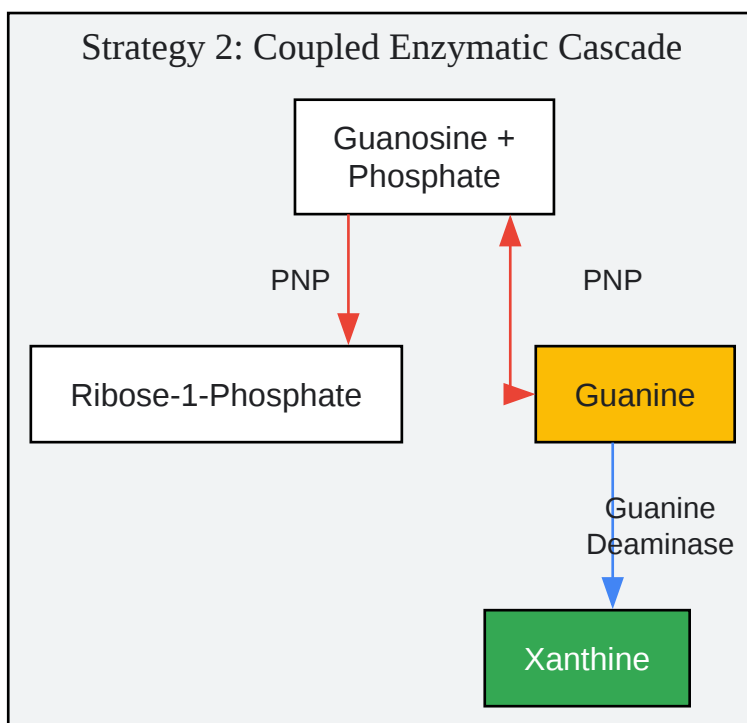 Strategy 2: Coupled Enzymatic Cascade
Guanosine +
Phosphate
PNP
PNP
Ribose-1-Phosphate
Guanine
Guanine
Deaminase
Xanthine